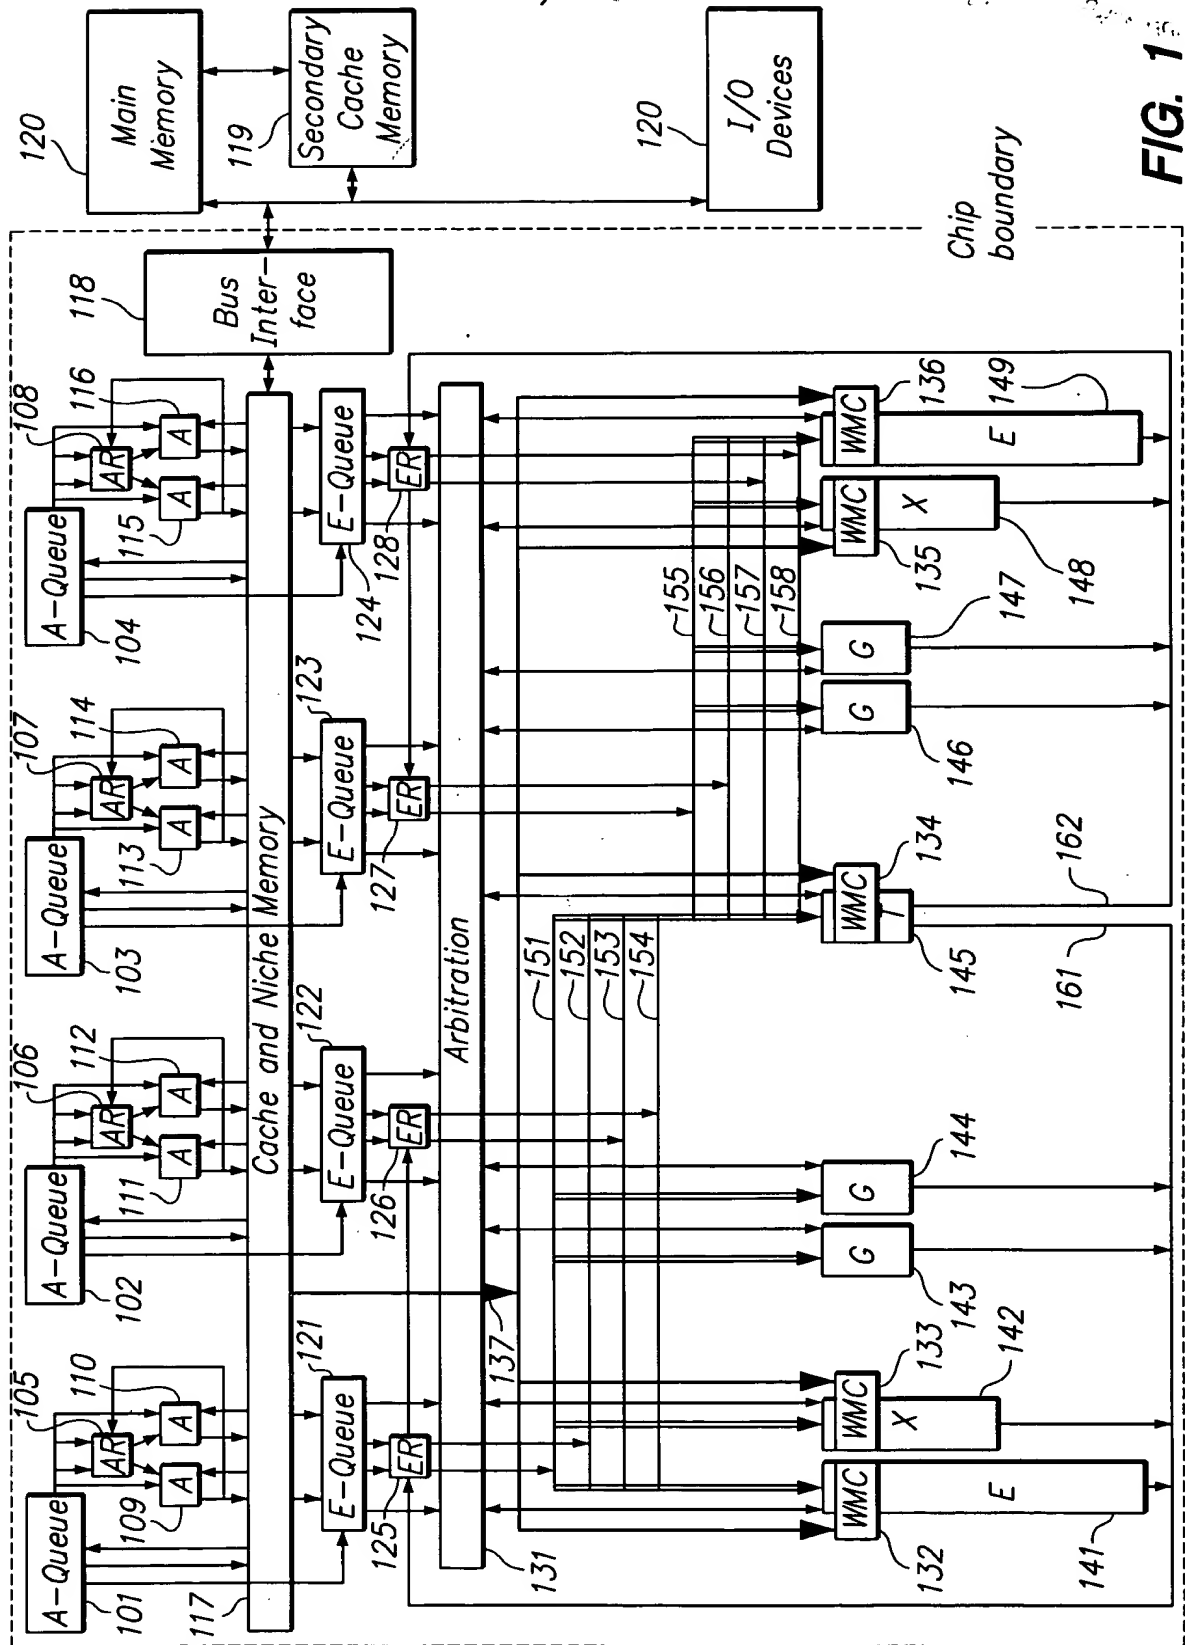 120
Main
Memory
119
Secondary
Cache
Memory
120
I/O
Devices
FIG. 1
Chip
boundary
118
Bus
Inter-
face
105
110
AR
A
A
109
A-Queue
101
106
112
AR
A
A
111
A-Queue
102
107
114
AR
A
A
113
A-Queue
103
108
116
AR
A
A
115
A-Queue
104
117
Cache and Niche Memory
121
E-Queue
ER
125
122
E-Queue
ER
126
123
E-Queue
ER
127
124
E-Queue
ER
128
131
Arbitration
137
151
152
153
154
155
156
157
158
WMC
E
132
141
WMC
X
133
142
G
143
G
144
WMC
T
134
145
161
162
G
146
G
147
WMC
X
135
148
WMC
E
136
149